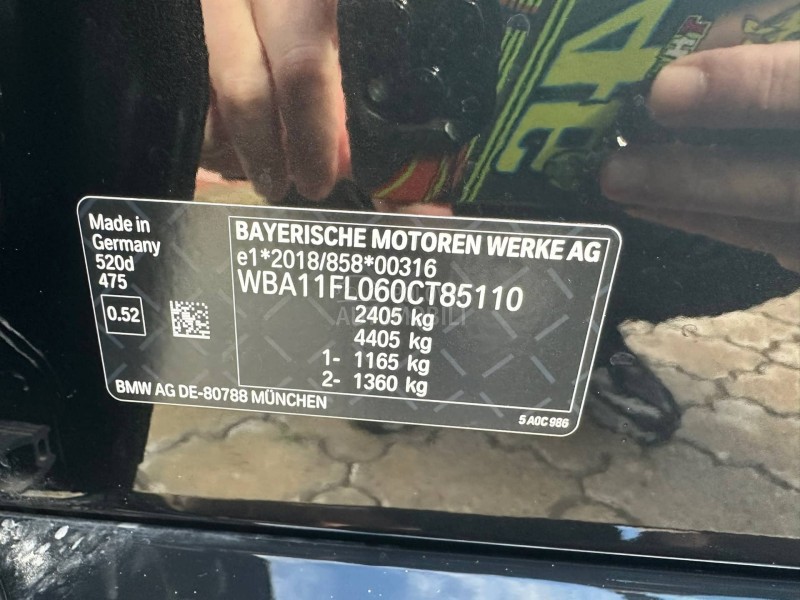 Made in
Germany
520d
475
0.52
BAYERISCHE MOTOREN WERKE AG
e1*2018/858*00316
WBA11FL060CT85110
2405 kg
4405 kg
1- 1165 kg
2- 1360 kg
BMW AG DE-80788 MÜNCHEN
5 A0C 986